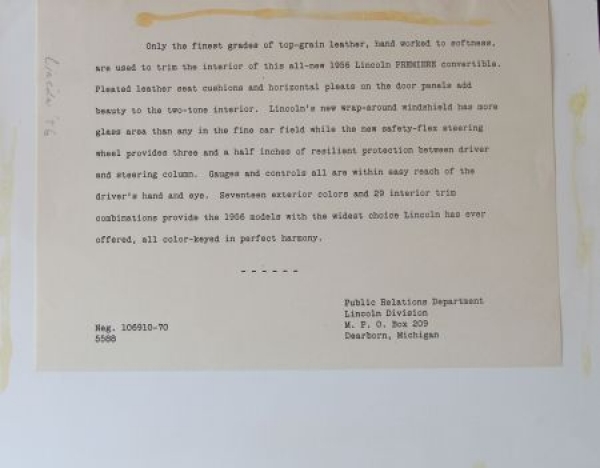 Only the finest grades of top-grain leather, hand worked to softness,
are used to trim the interior of this all-new 1956 Lincoln PREMIERE convertible.
Pleated leather seat cushions and horizontal pleats on the door panels add
beauty to the two-tone interior. Lincoln's new wrap-around windshield has more
glass area than any in the fine car field while the new safety-flex steering
wheel provides three and a half inches of resilient protection between driver
and steering column. Gauges and controls all are within easy reach of the
driver's hand and eye. Seventeen exterior colors and 29 interior trim
combinations provide the 1956 models with the widest choice Lincoln has ever
offered, all color-keyed in perfect harmony.
- - - - - -
Public Relations Department
Lincoln Division
M. P. O. Box 209
Dearborn, Michigan
Neg. 106910-70
5588
Lincoln